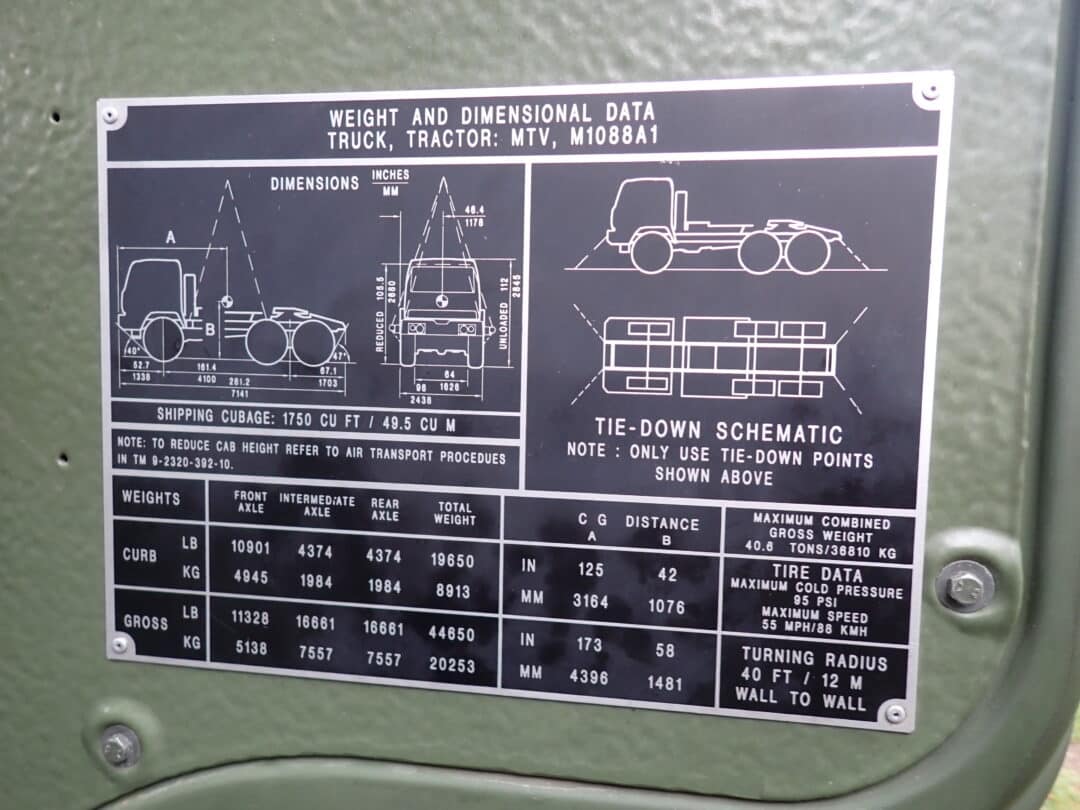 WEIGHT AND DIMENSIONAL DATA
TRUCK, TRACTOR: MTV, M1088A1
DIMENSIONS INCHES
MM
46.4
1178
A
B
40°
47°
52.7
1338
161.4
4100
67.1
1703
281.2
7141
REDUCED 105.5
2680
UNLOADED 112
2845
64
1626
96
2438
SHIPPING CUBAGE: 1750 CU FT / 49.5 CU M
NOTE: TO REDUCE CAB HEIGHT REFER TO AIR TRANSPORT PROCEDUES
IN TM 9-2320-392-10.
TIE-DOWN SCHEMATIC
NOTE : ONLY USE TIE-DOWN POINTS
SHOWN ABOVE
WEIGHTS FRONT AXLE INTERMEDIATE AXLE REAR AXLE TOTAL WEIGHT
CURB LB 10901 4374 4374 19650
KG 4945 1984 1984 8913
GROSS LB 11328 16661 16661 44650
KG 5138 7557 7557 20253
C G DISTANCE
A B
IN 125 42
MM 3164 1076
IN 173 58
MM 4396 1481
MAXIMUM COMBINED
GROSS WEIGHT
40.6 TONS/36810 KG
TIRE DATA
MAXIMUM COLD PRESSURE
95 PSI
MAXIMUM SPEED
55 MPH/88 KMH
TURNING RADIUS
40 FT / 12 M
WALL TO WALL